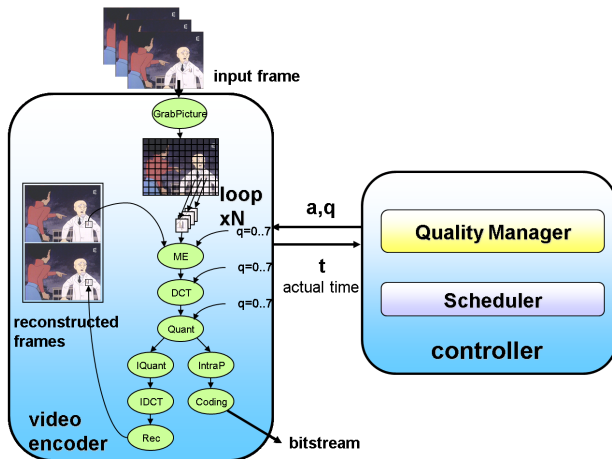 input frame
GrabPicture
loop
xN
q=0..7
ME
q=0..7
DCT
q=0..7
Quant
reconstructed
frames
IQuant
IntraP
IDCT
Coding
Rec
video
encoder
bitstream
a,q
t
actual time
Quality Manager
Scheduler
controller